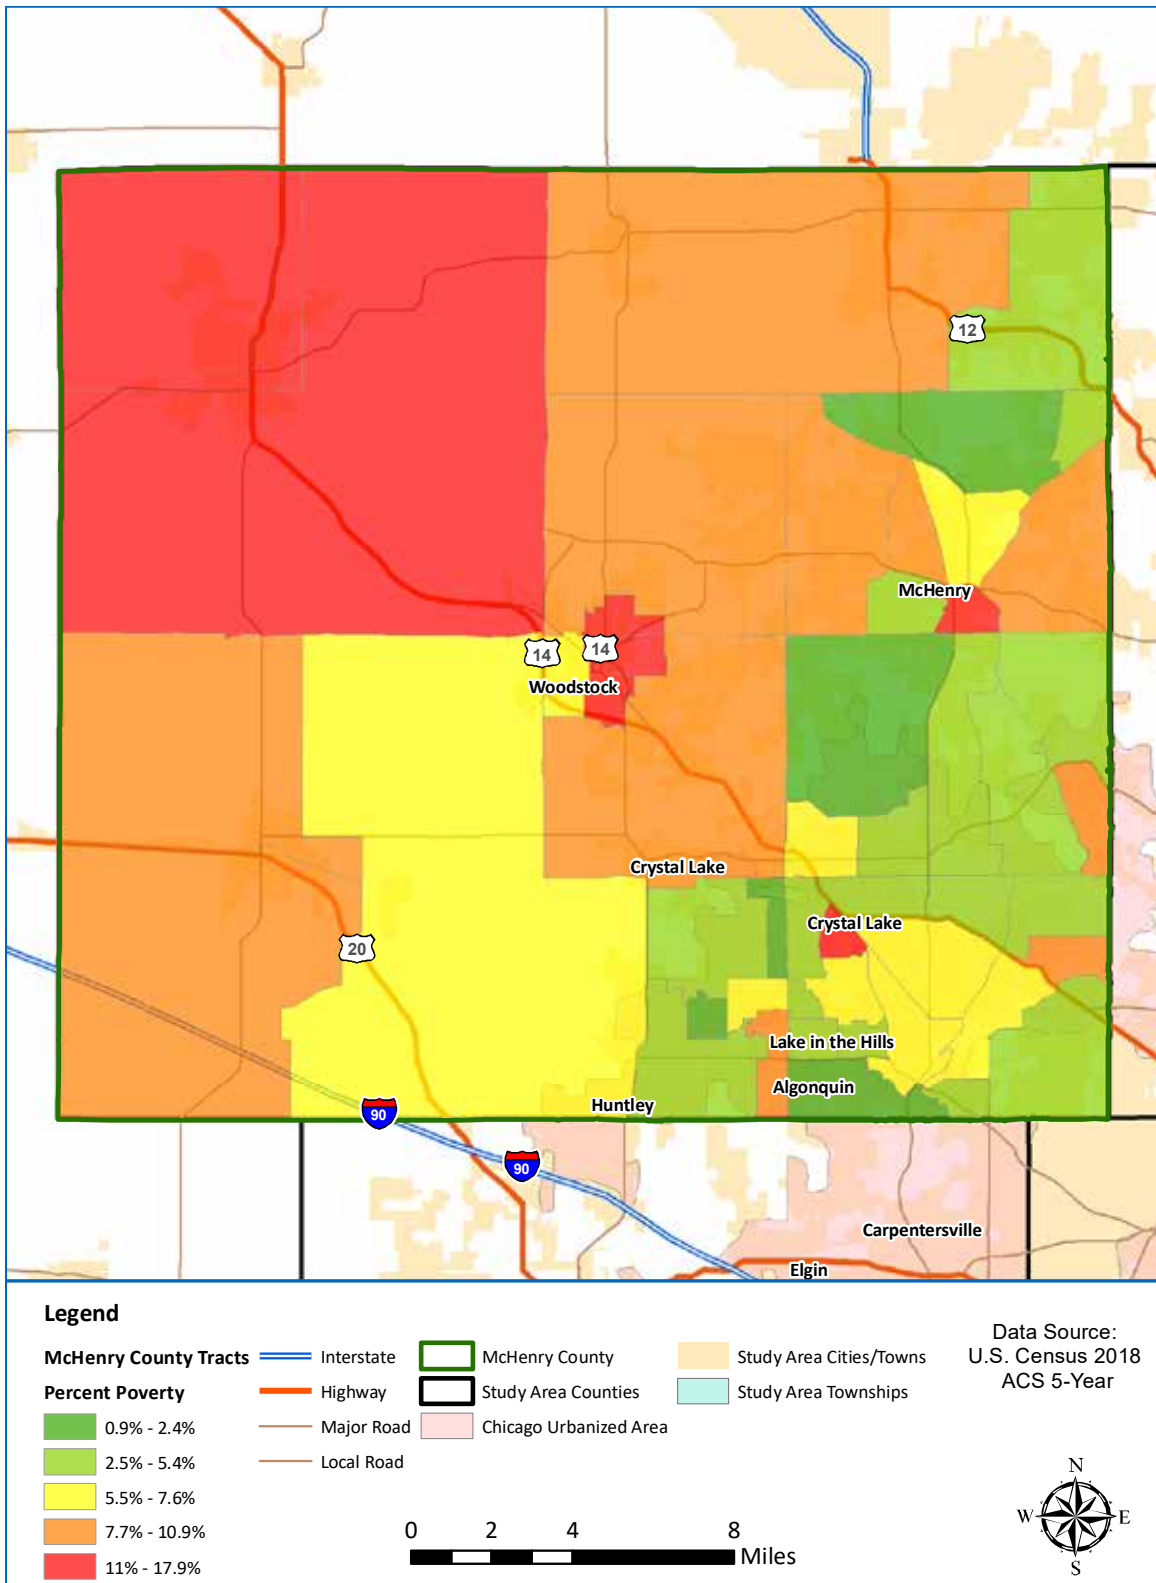 12
McHenry
14
14
Woodstock
Crystal Lake
Crystal Lake
20
Lake in the Hills
Algonquin
Huntley
90
90
Carpentersville
Elgin
Legend
McHenry County Tracts
Percent Poverty
0.9% - 2.4%
2.5% - 5.4%
5.5% - 7.6%
7.7% - 10.9%
11% - 17.9%
Interstate
Highway
Major Road
Local Road
McHenry County
Study Area Counties
Chicago Urbanized Area
Study Area Cities/Towns
Study Area Townships
Data Source:
U.S. Census 2018
ACS 5-Year
0 2 4 8
Miles
N
W E
S